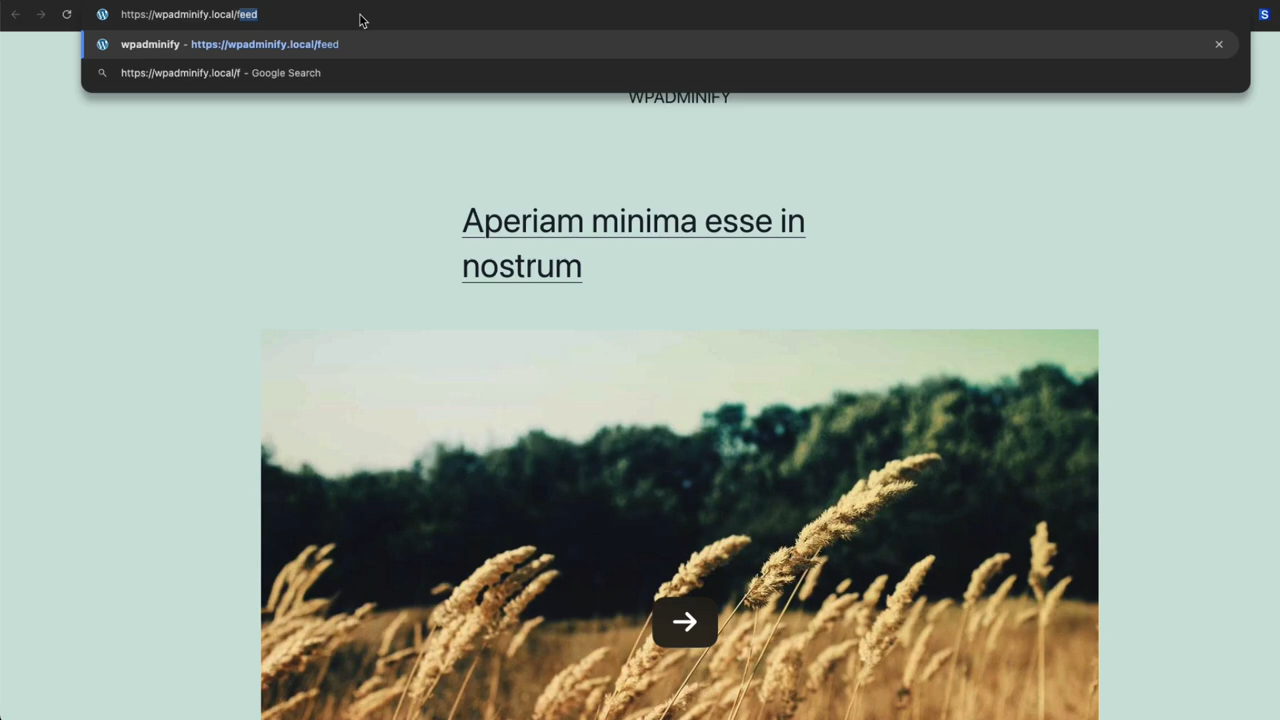 https://wpadminify.local/feed
wpadminify - https://wpadminify.local/feed
https://wpadminify.local/f - Google Search
WPADMINIFY
Aperiam minima esse in
nostrum
S